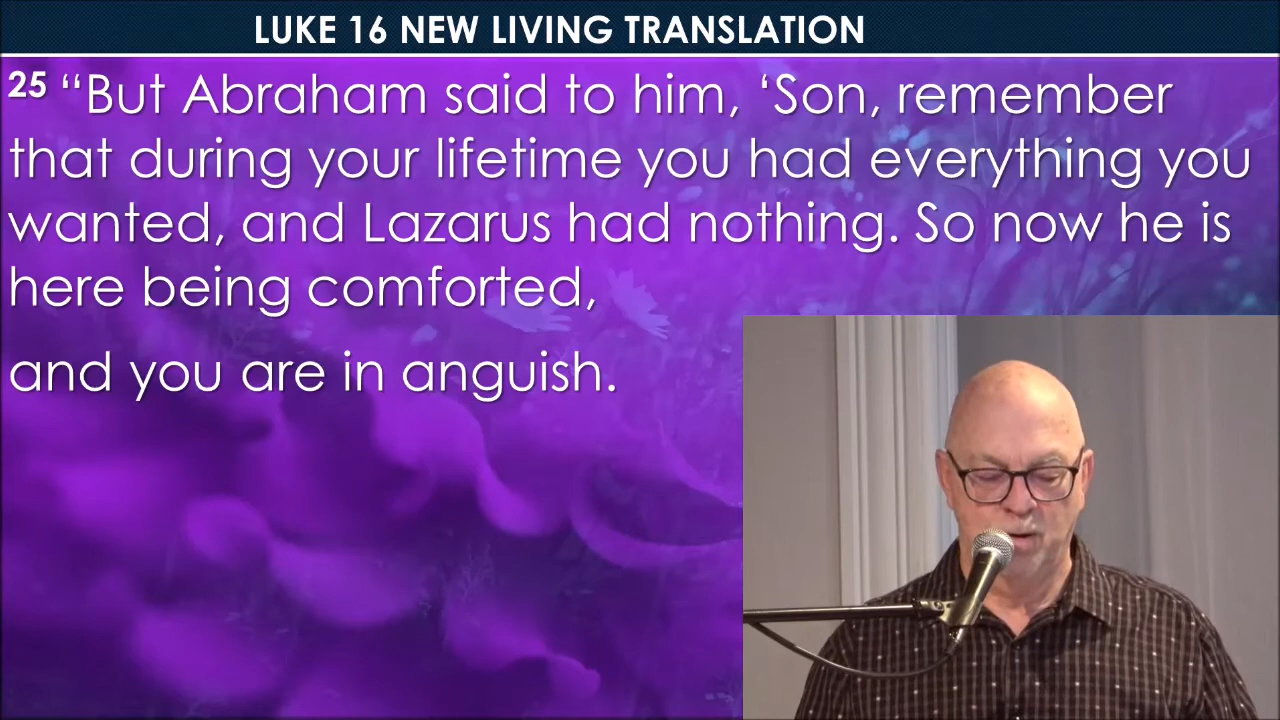 LUKE 16 NEW LIVING TRANSLATION
25 “But Abraham said to him, ‘Son, remember
that during your lifetime you had everything you
wanted, and Lazarus had nothing. So now he is
here being comforted,
and you are in anguish.